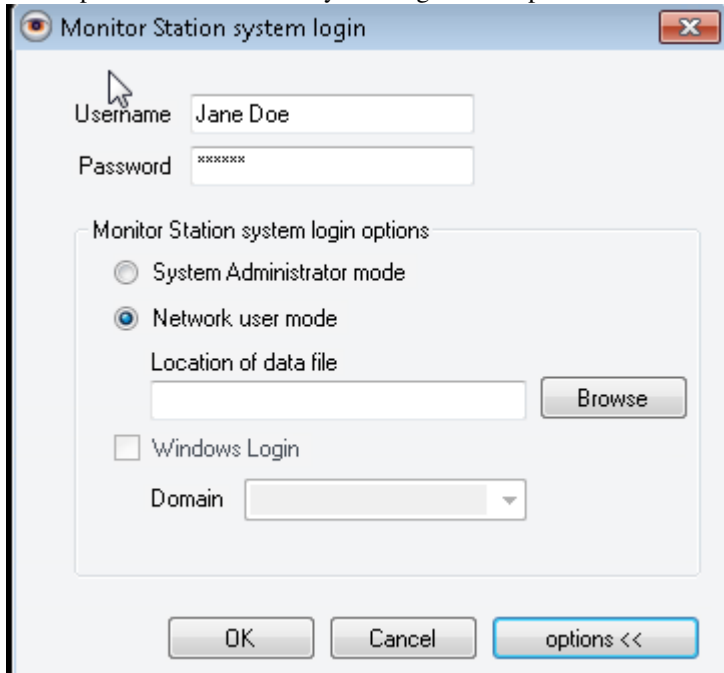 Monitor Station system login
Username Jane Doe
Password ******
Monitor Station system login options
System Administrator mode
Network user mode
Location of data file
Browse
Windows Login
Domain
OK Cancel options <<